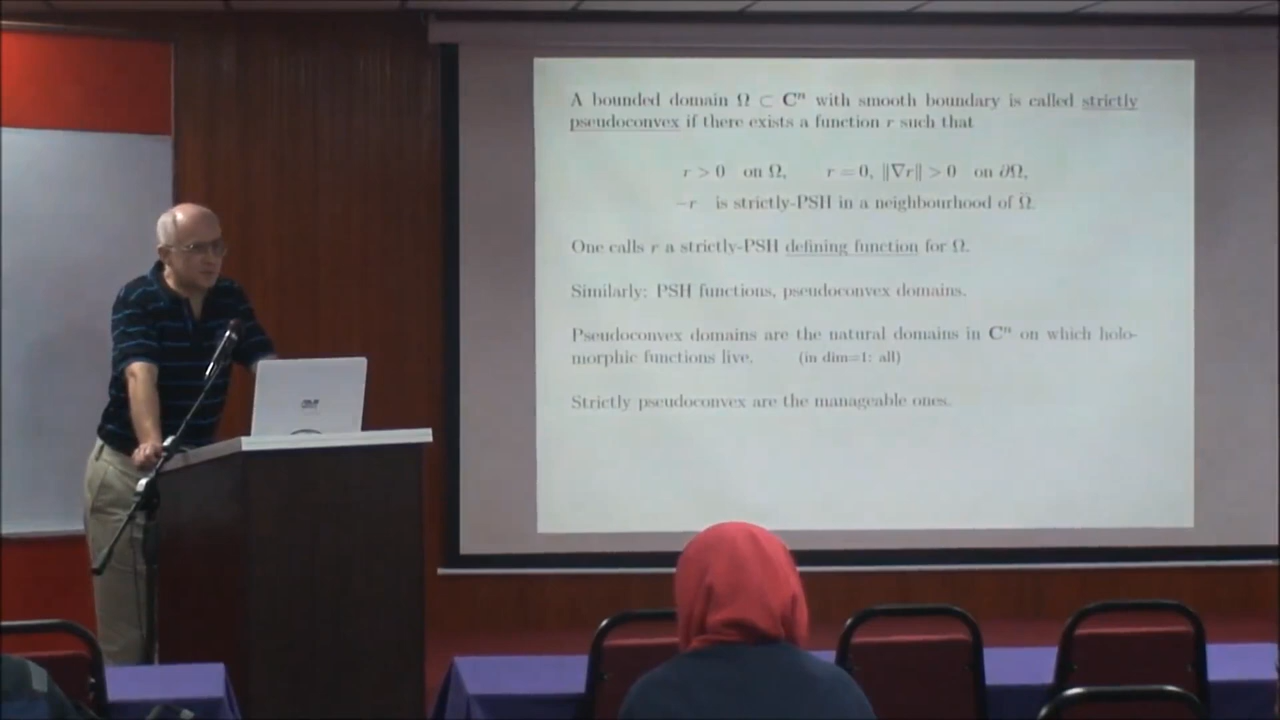 A bounded domain Ω ⊂ Cⁿ with smooth boundary is called strictly
pseudoconvex if there exists a function r such that
r > 0 on Ω, r = 0, ‖∇r‖ > 0 on ∂Ω,
−r is strictly-PSH in a neighbourhood of Ω̄.
One calls r a strictly-PSH defining function for Ω.
Similarly: PSH functions, pseudoconvex domains.
Pseudoconvex domains are the natural domains in Cⁿ on which holo-
morphic functions live. (in dim=1: all)
Strictly pseudoconvex are the manageable ones.